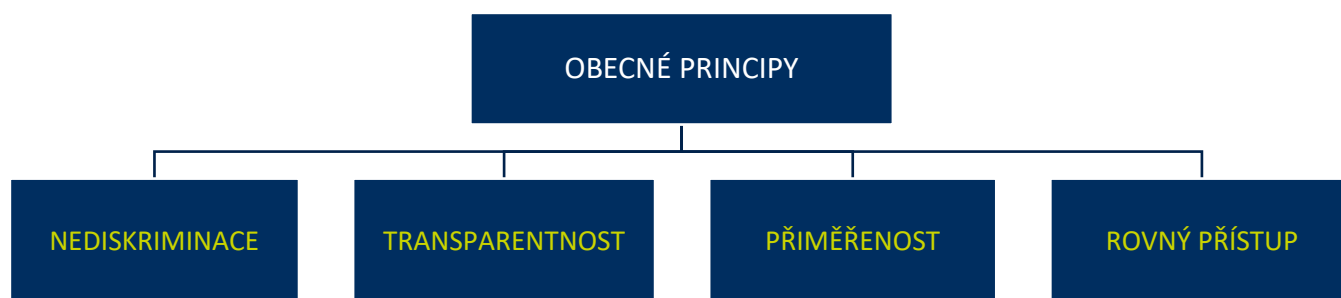 OBECNÉ PRINCIPY
NEDISKRIMINACE
TRANSPARENTNOST
PŘIMĚŘENOST
ROVNÝ PŘÍSTUP